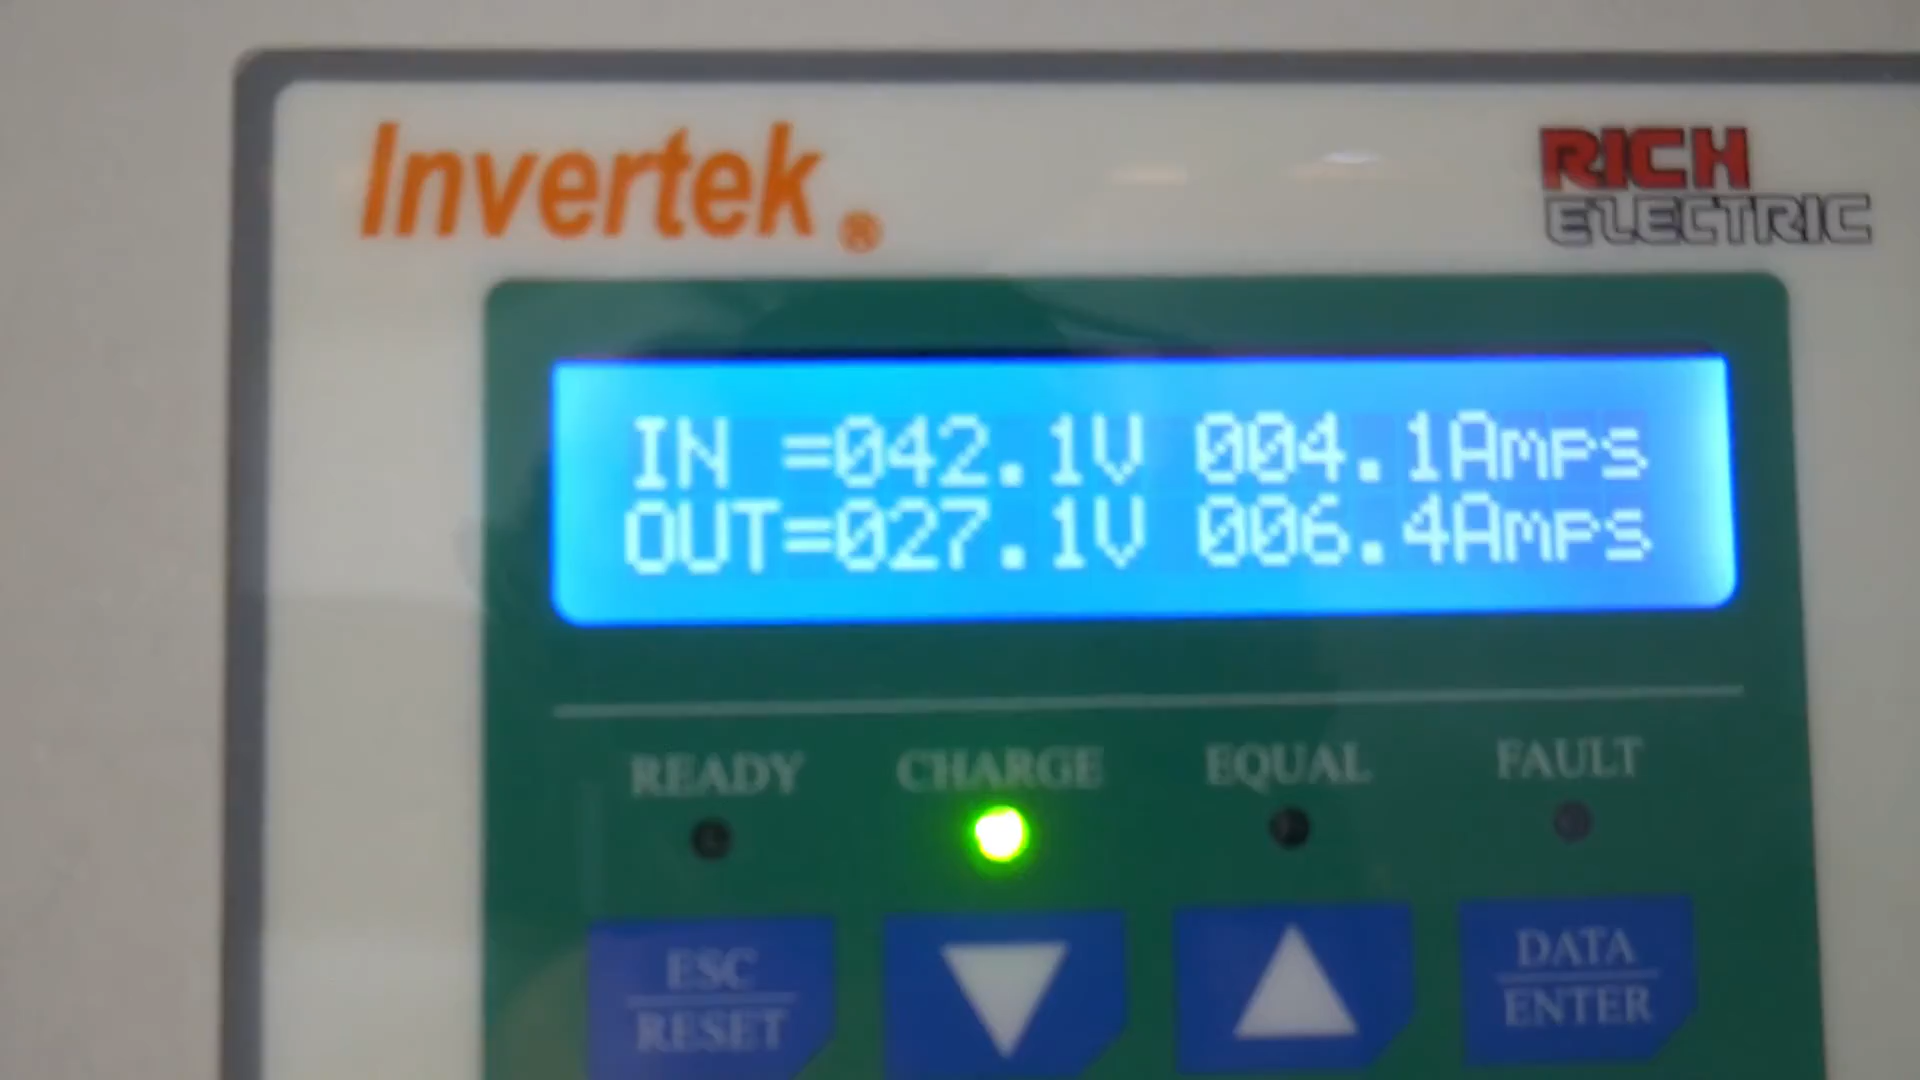 Invertek ®
RICH
ELECTRIC
IN =042.1V 004.1Amps
OUT=027.1V 006.4Amps
READY CHARGE EQUAL FAULT
ESC
RESET
DATA
ENTER